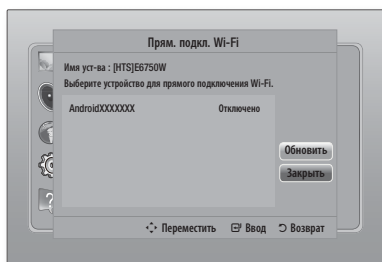 Прям. подкл. Wi-Fi
Имя уст-ва : [HTS]E6750W
Выберите устройство для прямого подключения Wi-Fi.
AndroidXXXXXXX Отключено
Обновить
Закрыть
Переместить Ввод Возврат